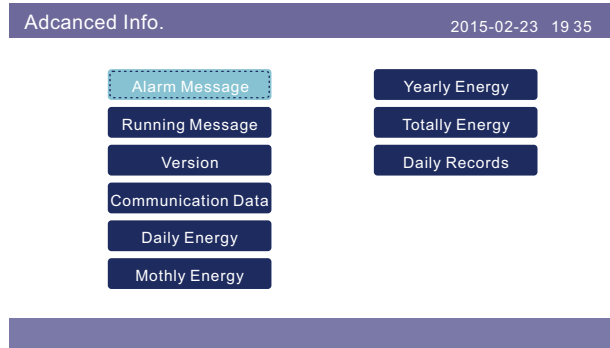 Adcanced Info.
2015-02-23 19 35
Alarm Message
Running Message
Version
Communication Data
Daily Energy
Mothly Energy
Yearly Energy
Totally Energy
Daily Records